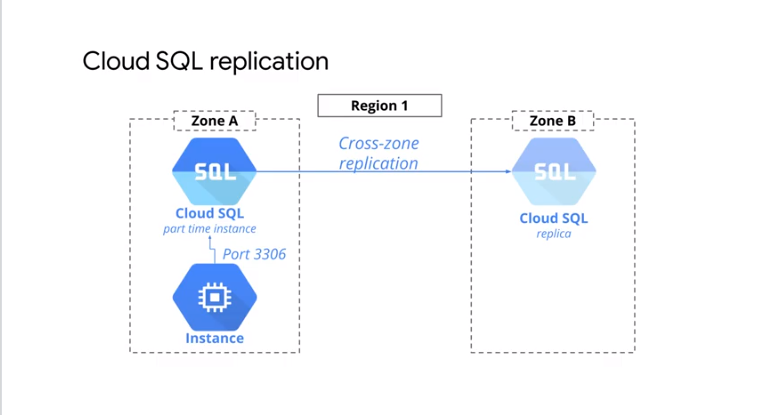 Cloud SQL replication
Region 1
Zone A
Zone B
Cross-zone
replication
SQL
SQL
Cloud SQL
part time instance
Cloud SQL
replica
Port 3306
Instance